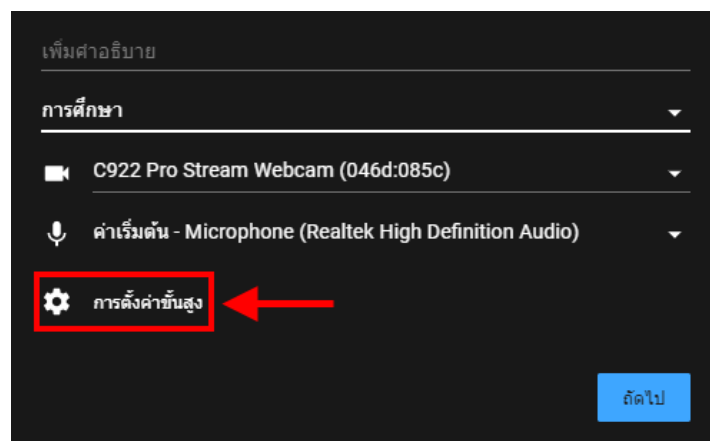 เพิ่มคำอธิบาย
การศึกษา
C922 Pro Stream Webcam (046d:085c)
ค่าเริ่มต้น - Microphone (Realtek High Definition Audio)
การตั้งค่าขั้นสูง
ถัดไป